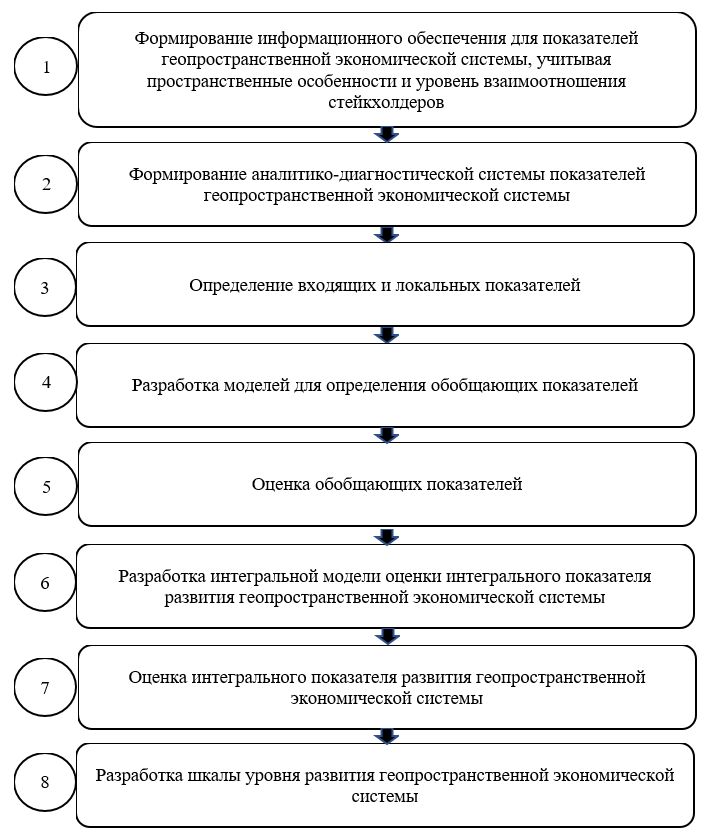 1
Формирование информационного обеспечения для показателей
геопространственной экономической системы, учитывая
пространственные особенности и уровень взаимоотношения
стейкхолдеров
2
Формирование аналитико-диагностической системы показателей
геопространственной экономической системы
3
Определение входящих и локальных показателей
4
Разработка моделей для определения обобщающих показателей
5
Оценка обобщающих показателей
6
Разработка интегральной модели оценки интегрального показателя
развития геопространственной экономической системы
7
Оценка интегрального показателя развития геопространственной
экономической системы
8
Разработка шкалы уровня развития геопространственной экономической
системы